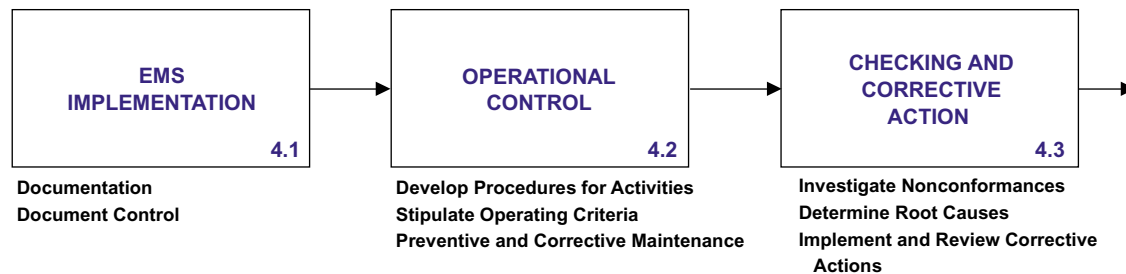 EMS
IMPLEMENTATION
4.1
Documentation
Document Control
OPERATIONAL
CONTROL
4.2
Develop Procedures for Activities
Stipulate Operating Criteria
Preventive and Corrective Maintenance
CHECKING AND
CORRECTIVE
ACTION
4.3
Investigate Nonconformances
Determine Root Causes
Implement and Review Corrective
Actions